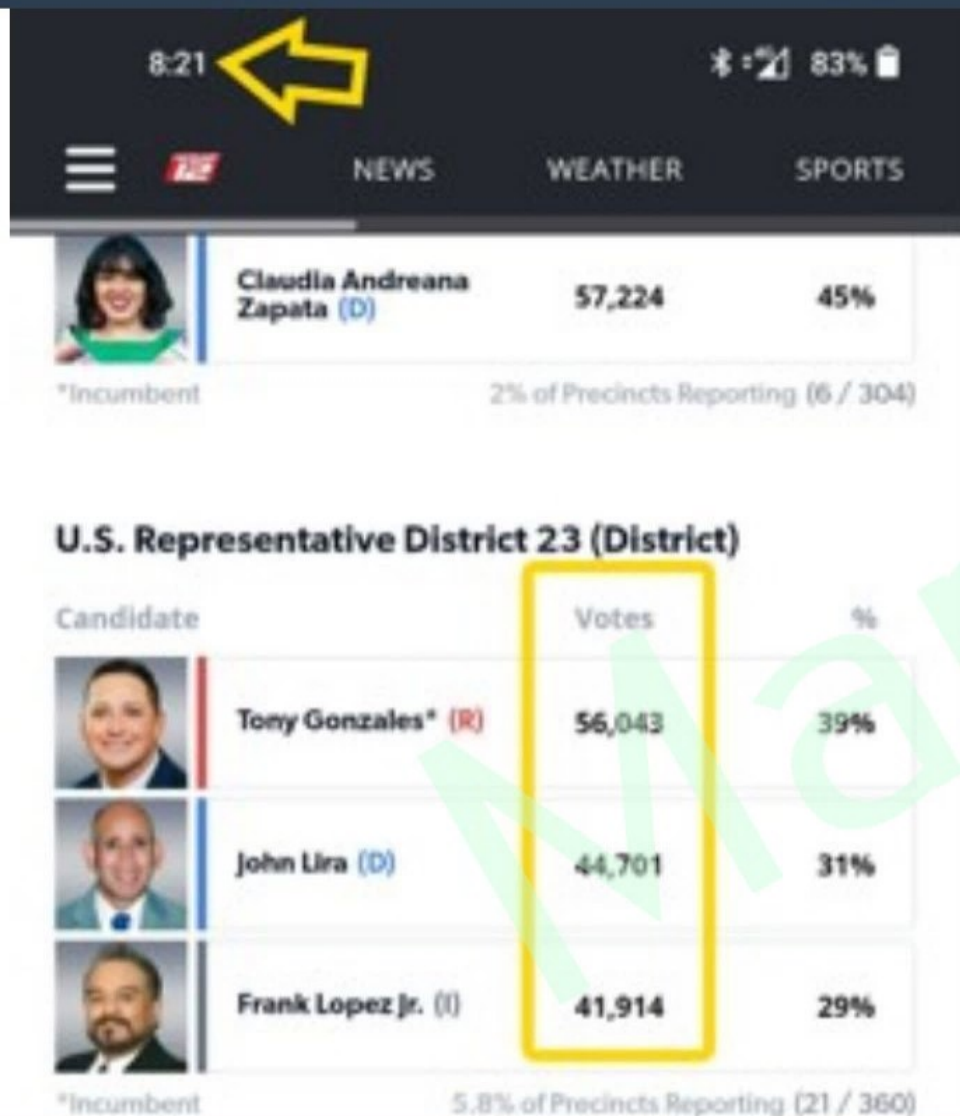 8:21 83%
NEWS WEATHER SPORTS
Claudia Andreana
Zapata (D) 57,224 45%
*Incumbent 2% of Precincts Reporting (6 / 304)
U.S. Representative District 23 (District)
Candidate Votes %
Tony Gonzales* (R) 56,043 39%
John Lira (D) 44,701 31%
Frank Lopez Jr. (I) 41,914 29%
*Incumbent 5.8% of Precincts Reporting (21 / 360)
Ma